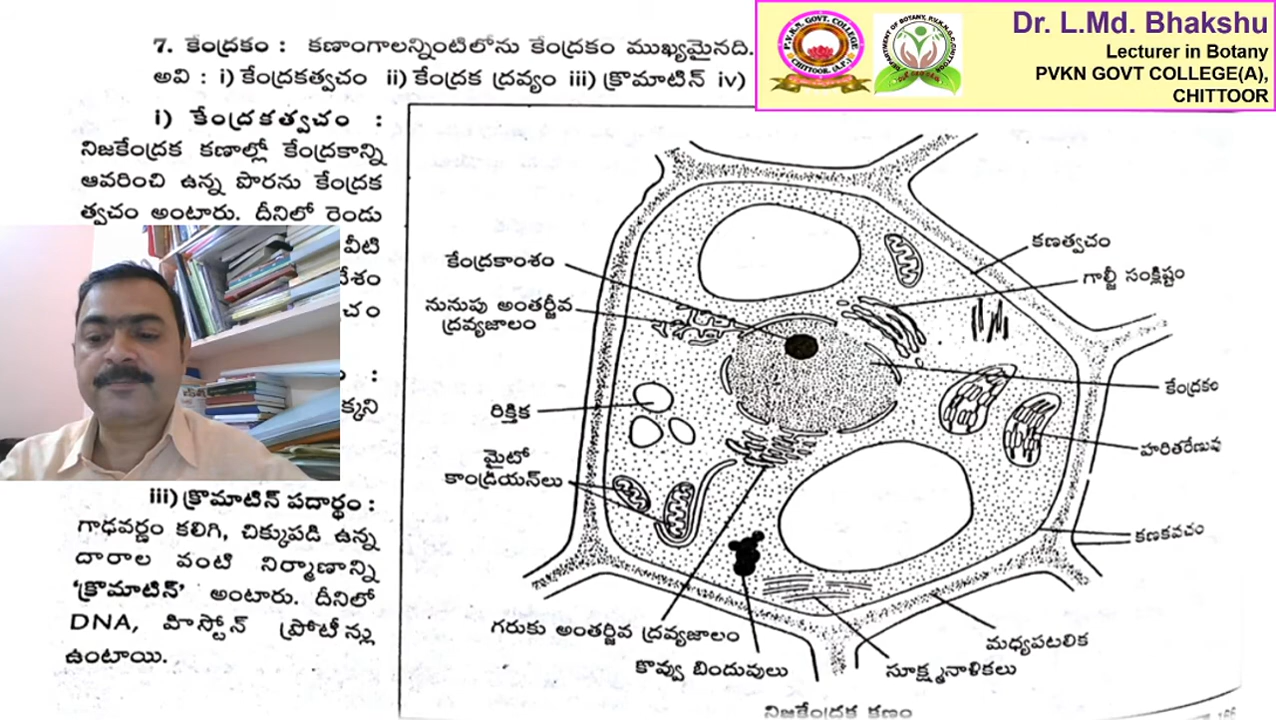 7. కేంద్రకం : కణాంగాలన్నింటిలోను కేంద్రకం ముఖ్యమైనది.
అవి : i) కేంద్రకత్వచం ii) కేంద్రక ద్రవ్యం iii) క్రొమాటిన్ iv)
Dr. L.Md. Bhakshu
Lecturer in Botany
PVKN GOVT COLLEGE(A),
CHITTOOR
i) కేంద్రకత్వచం :
నిజకేంద్రక కణాల్లో కేంద్రకాన్ని
ఆవరించి ఉన్న పొరను కేంద్రక
త్వచం అంటారు. దీనిలో రెండు
వీటి
iii) క్రొమాటిన్ పదార్థం :
గాఢవర్ణం కలిగి, చిక్కుపడి ఉన్న
దారాల వంటి నిర్మాణాన్ని
'క్రొమాటిన్' అంటారు. దీనిలో
DNA, హిస్టోన్ ప్రోటీన్లు
ఉంటాయి.
కేంద్రకాంశం
నునుపు అంతర్జీవ
ద్రవ్యజాలం
రిక్తిక
మైటో
కాండ్రియన్‌లు
గరుకు అంతర్జీవ ద్రవ్యజాలం
కొవ్వు బిందువులు
సూక్ష్మనాళికలు
మధ్యపటలిక
కణకవచం
హరితరేణువు
కేంద్రకం
గాల్జీ సంక్లిష్టం
కణత్వచం
నిజకేంద్రక కణం